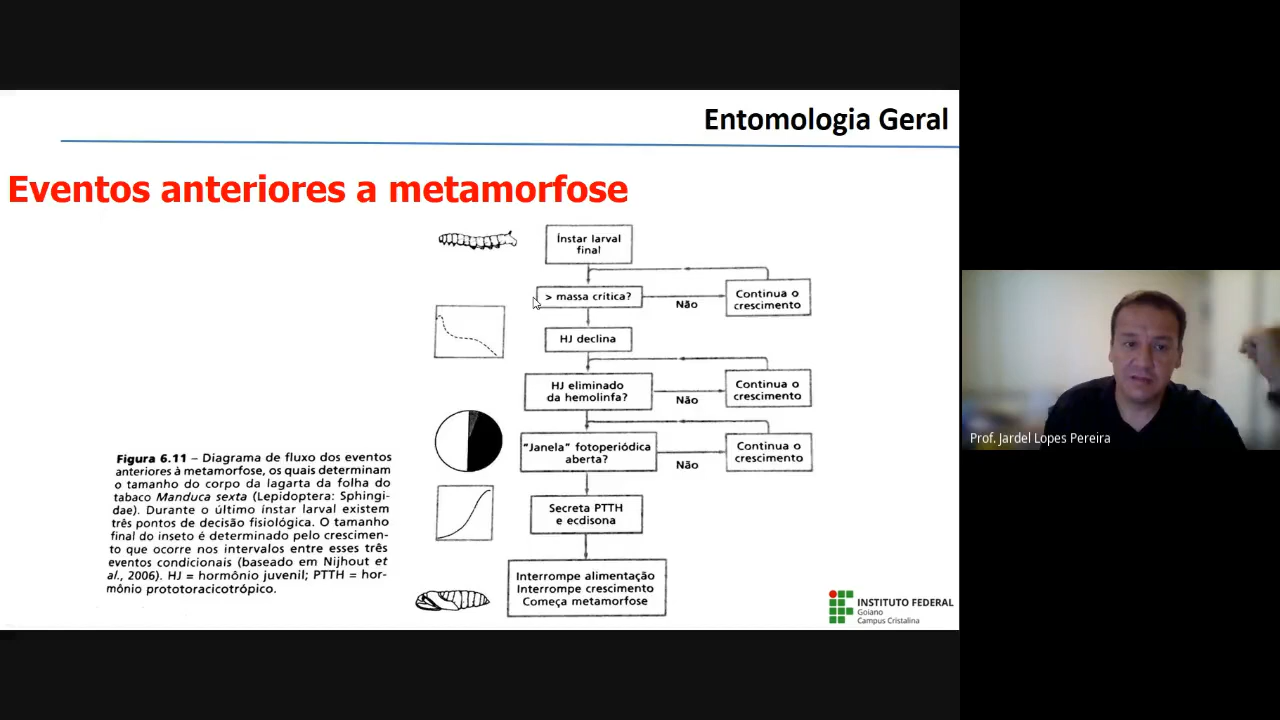 Entomologia Geral
Eventos anteriores a metamorfose
Ínstar larval
final
> massa crítica?
Não
Continua o
crescimento
HJ declina
HJ eliminado
da hemolinfa?
Não
Continua o
crescimento
"Janela" fotoperiódica
aberta?
Não
Continua o
crescimento
Secreta PTTH
e ecdisona
Interrompe alimentação
Interrompe crescimento
Começa metamorfose
Figura 6.11 – Diagrama de fluxo dos eventos
anteriores à metamorfose, os quais determinam
o tamanho do corpo da lagarta da folha do
tabaco Manduca sexta (Lepidoptera: Sphingi-
dae). Durante o último ínstar larval existem
três pontos de decisão fisiológica. O tamanho
final do inseto é determinado pelo crescimen-
to que ocorre nos intervalos entre esses três
eventos condicionais (baseado em Nijhout et
al., 2006). HJ = hormônio juvenil; PTTH = hor-
mônio prototoracicotrópico.
INSTITUTO FEDERAL
Goiano
Campus Cristalina
Prof. Jardel Lopes Pereira